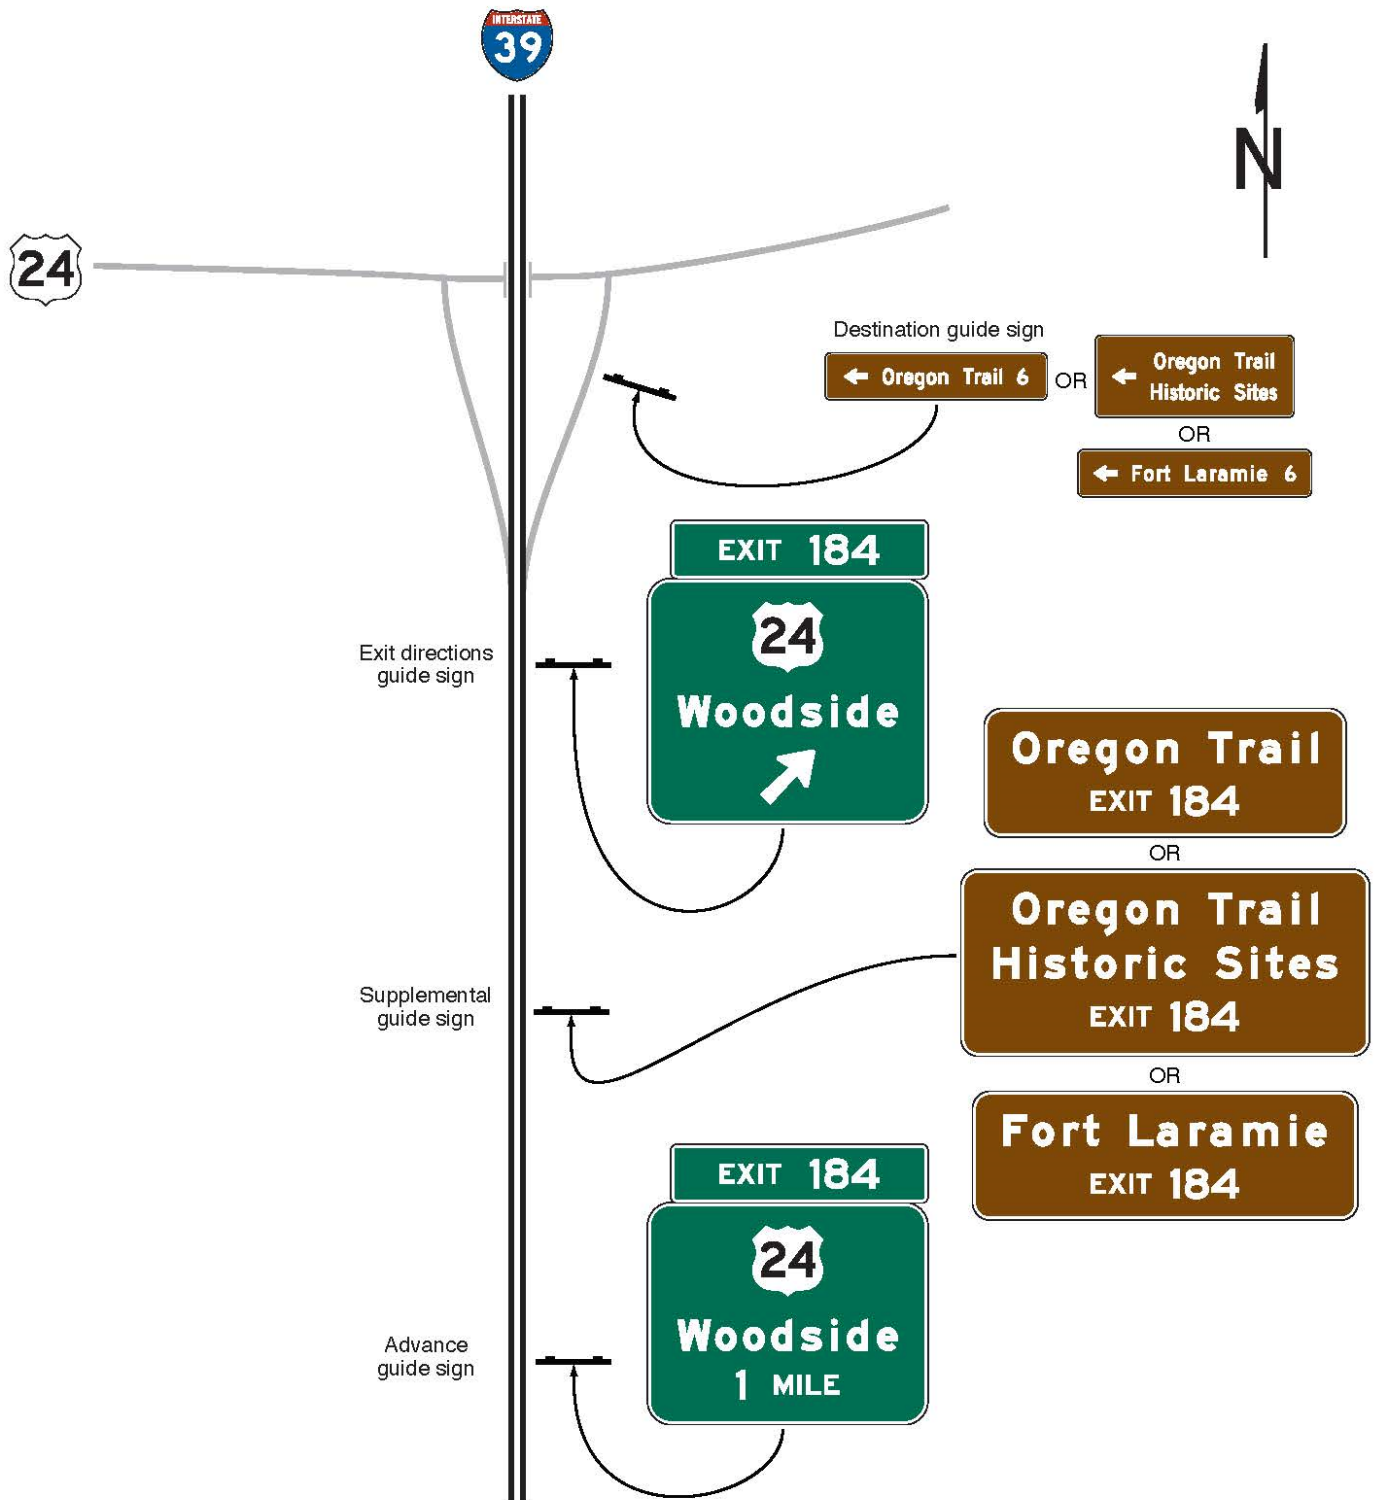 INTERSTATE
39
N
24
Destination guide sign
Oregon Trail 6
OR
Oregon Trail
Historic Sites
OR
Fort Laramie 6
EXIT 184
24
Woodside
Exit directions
guide sign
Oregon Trail
EXIT 184
OR
Oregon Trail
Historic Sites
EXIT 184
Supplemental
guide sign
OR
Fort Laramie
EXIT 184
EXIT 184
24
Woodside
1 MILE
Advance
guide sign